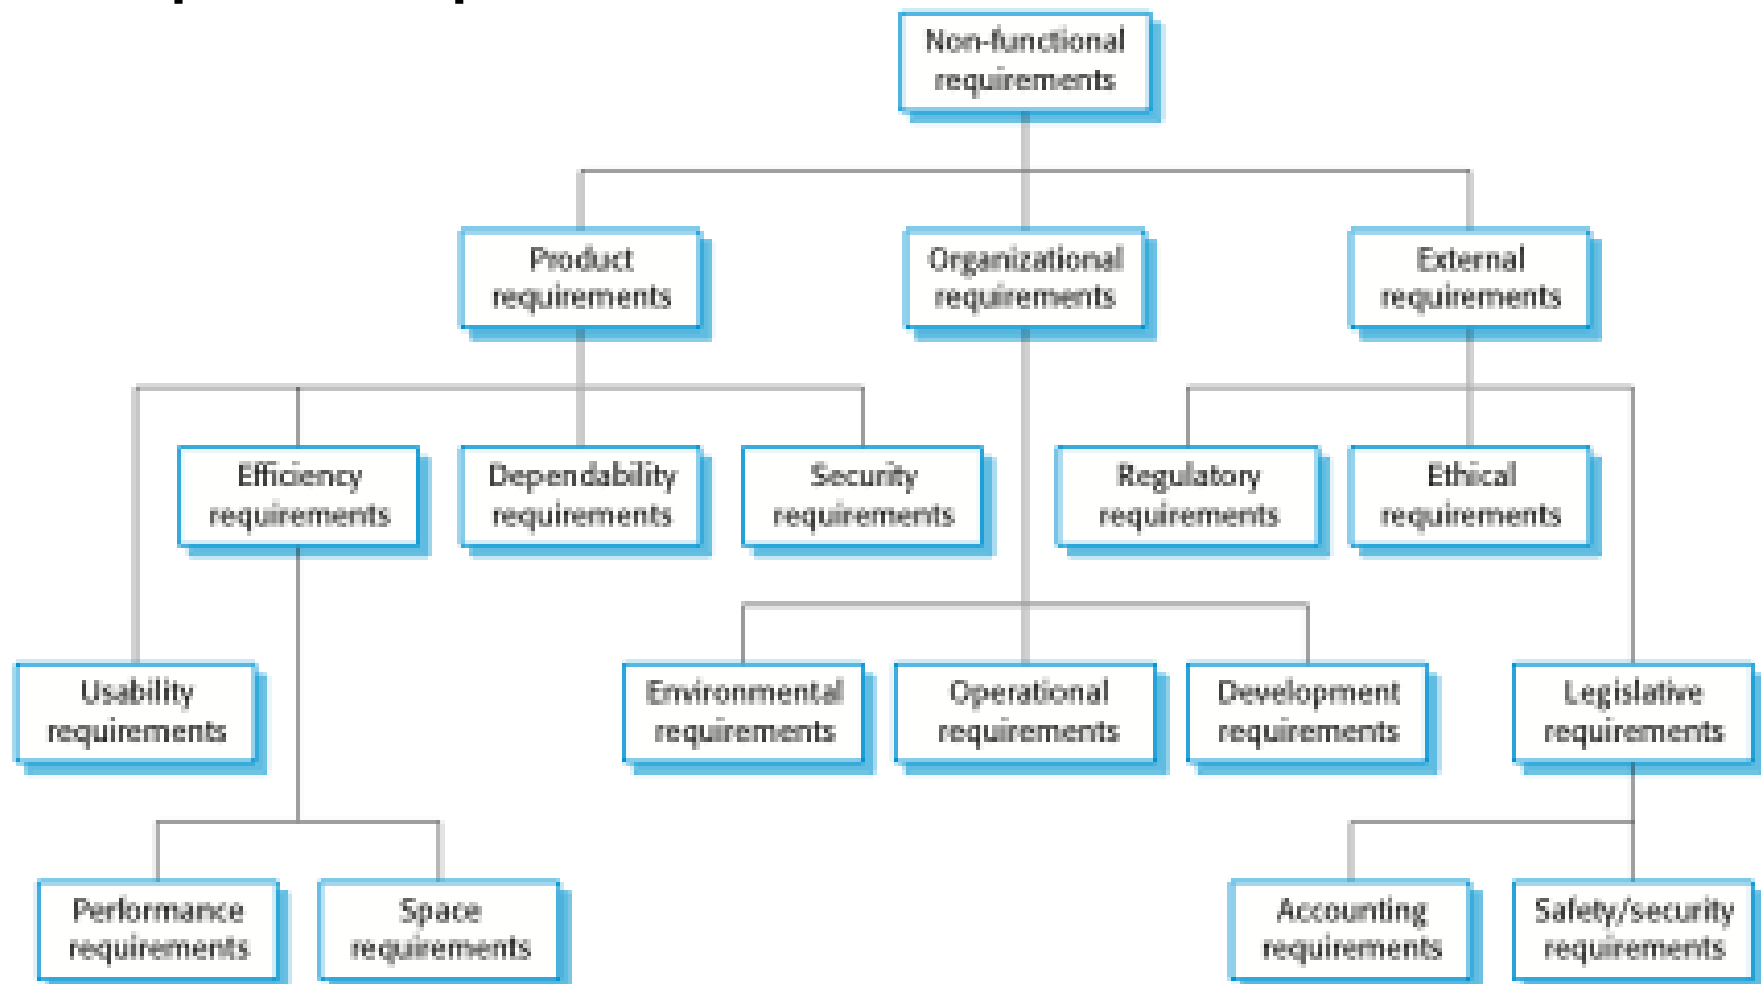 Non-functional
requirements
Product
requirements
Organizational
requirements
External
requirements
Efficiency
requirements
Dependability
requirements
Security
requirements
Regulatory
requirements
Ethical
requirements
Usability
requirements
Environmental
requirements
Operational
requirements
Development
requirements
Legislative
requirements
Performance
requirements
Space
requirements
Accounting
requirements
Safety/security
requirements